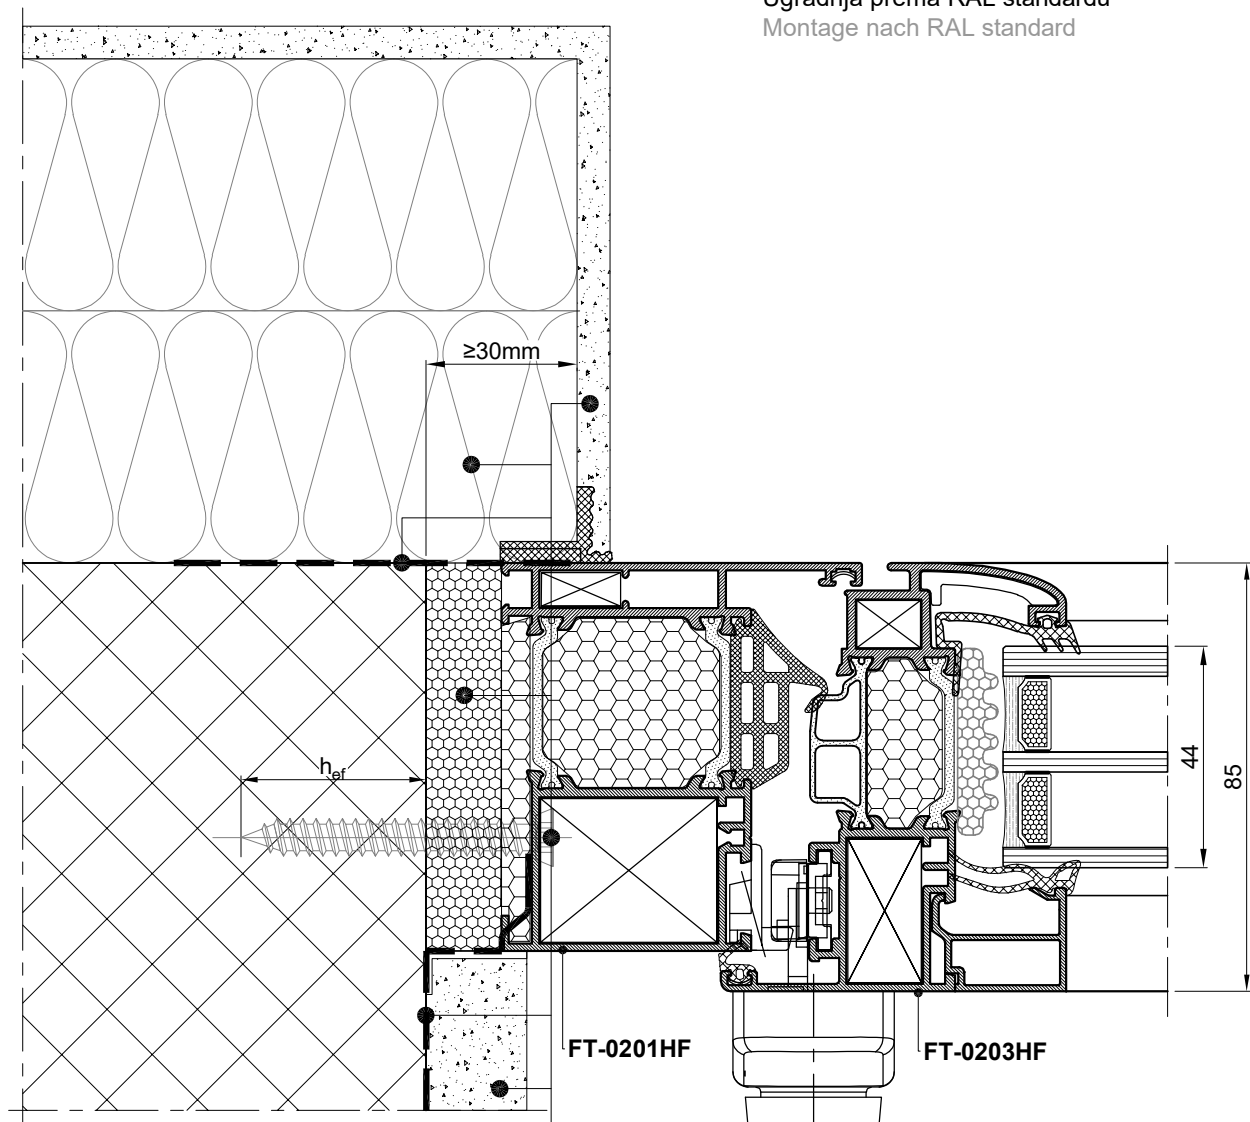 Ugradnja prema RAL standardu
Montage nach RAL standard
≥30mm
hef
44
85
FT-0201HF
FT-0203HF